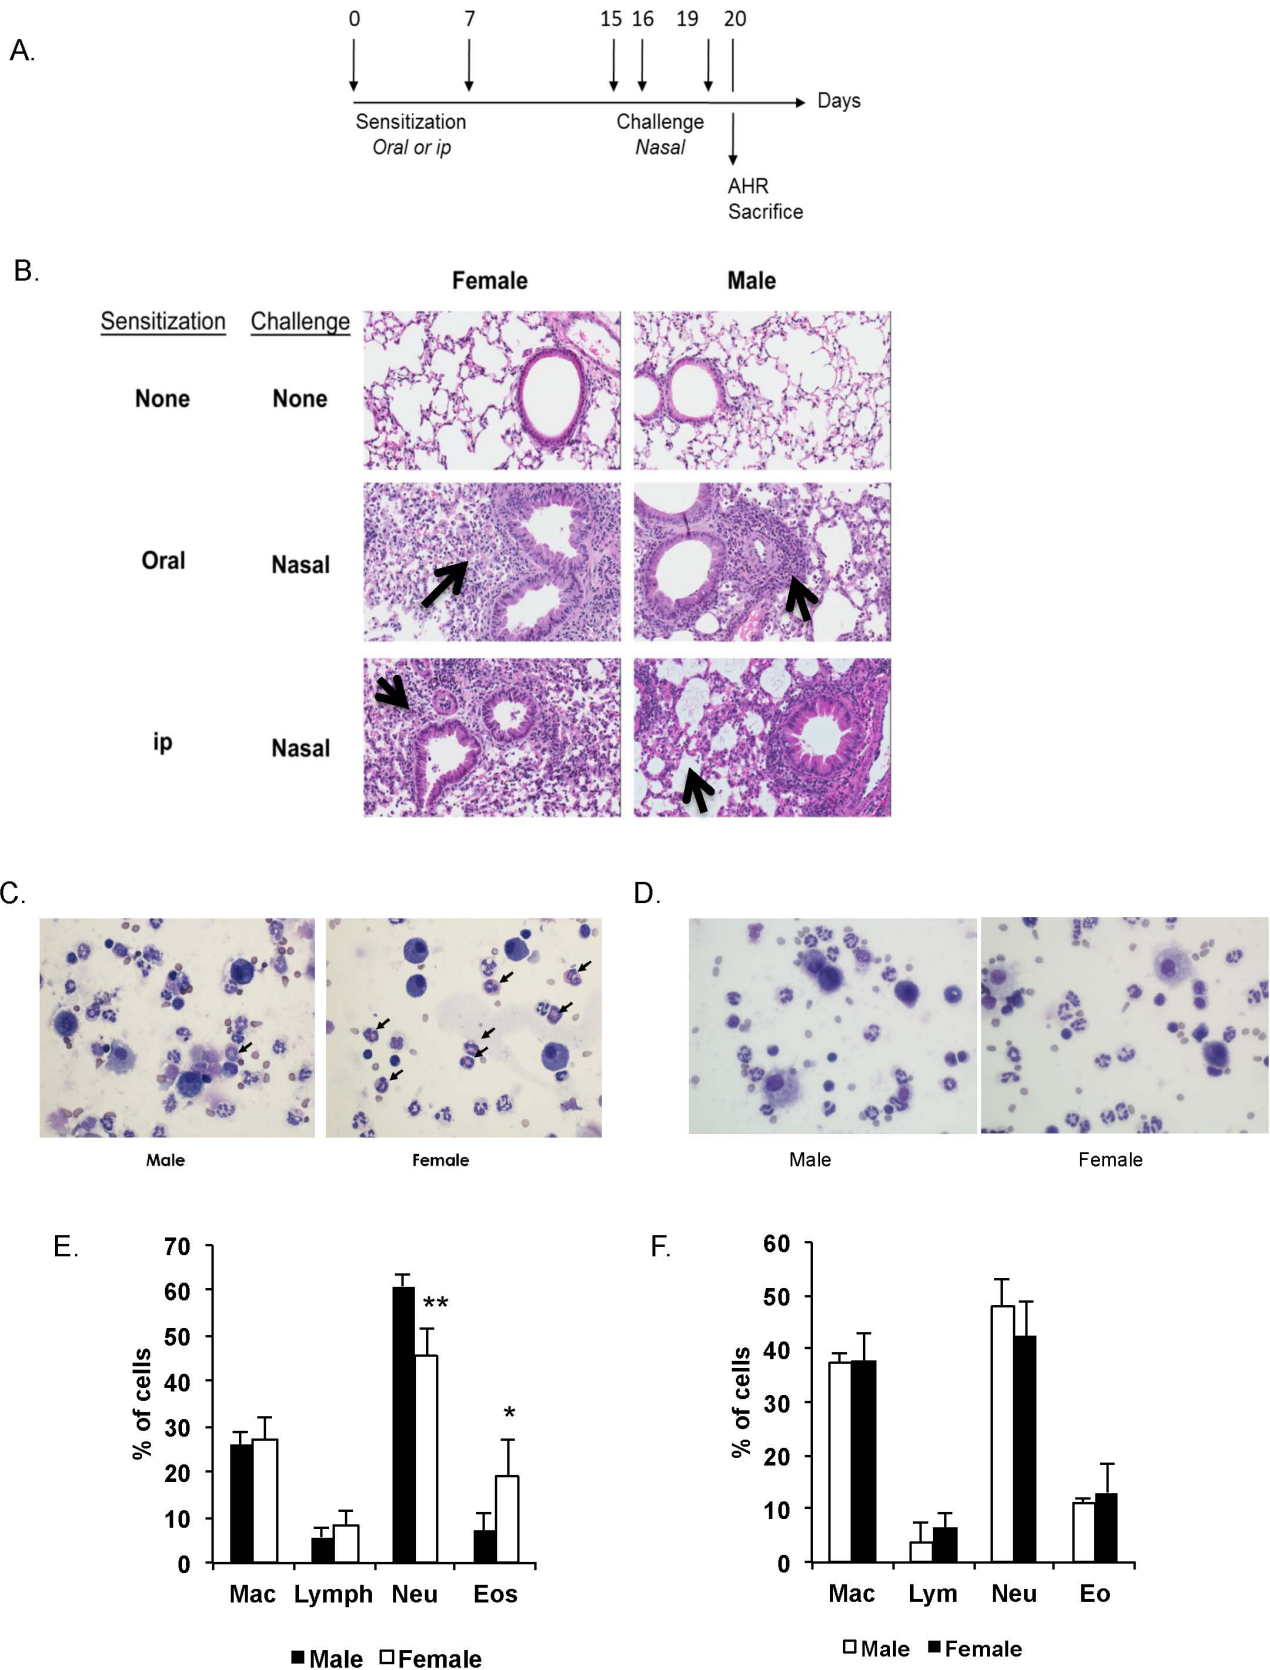 A.
0 7 15 16 19 20
Days
Sensitization Challenge
Oral or ip Nasal
AHR
Sacrifice
B.
Female Male
Sensitization Challenge
None None
Oral Nasal
ip Nasal
C. D.
Male Female Male Female
E.
70
60
50
40
30
20
10
0
% of cells
**
*
Mac Lymph Neu Eos
Male Female
F.
60
50
40
30
20
10
0
% of cells
Mac Lym Neu Eo
Male Female